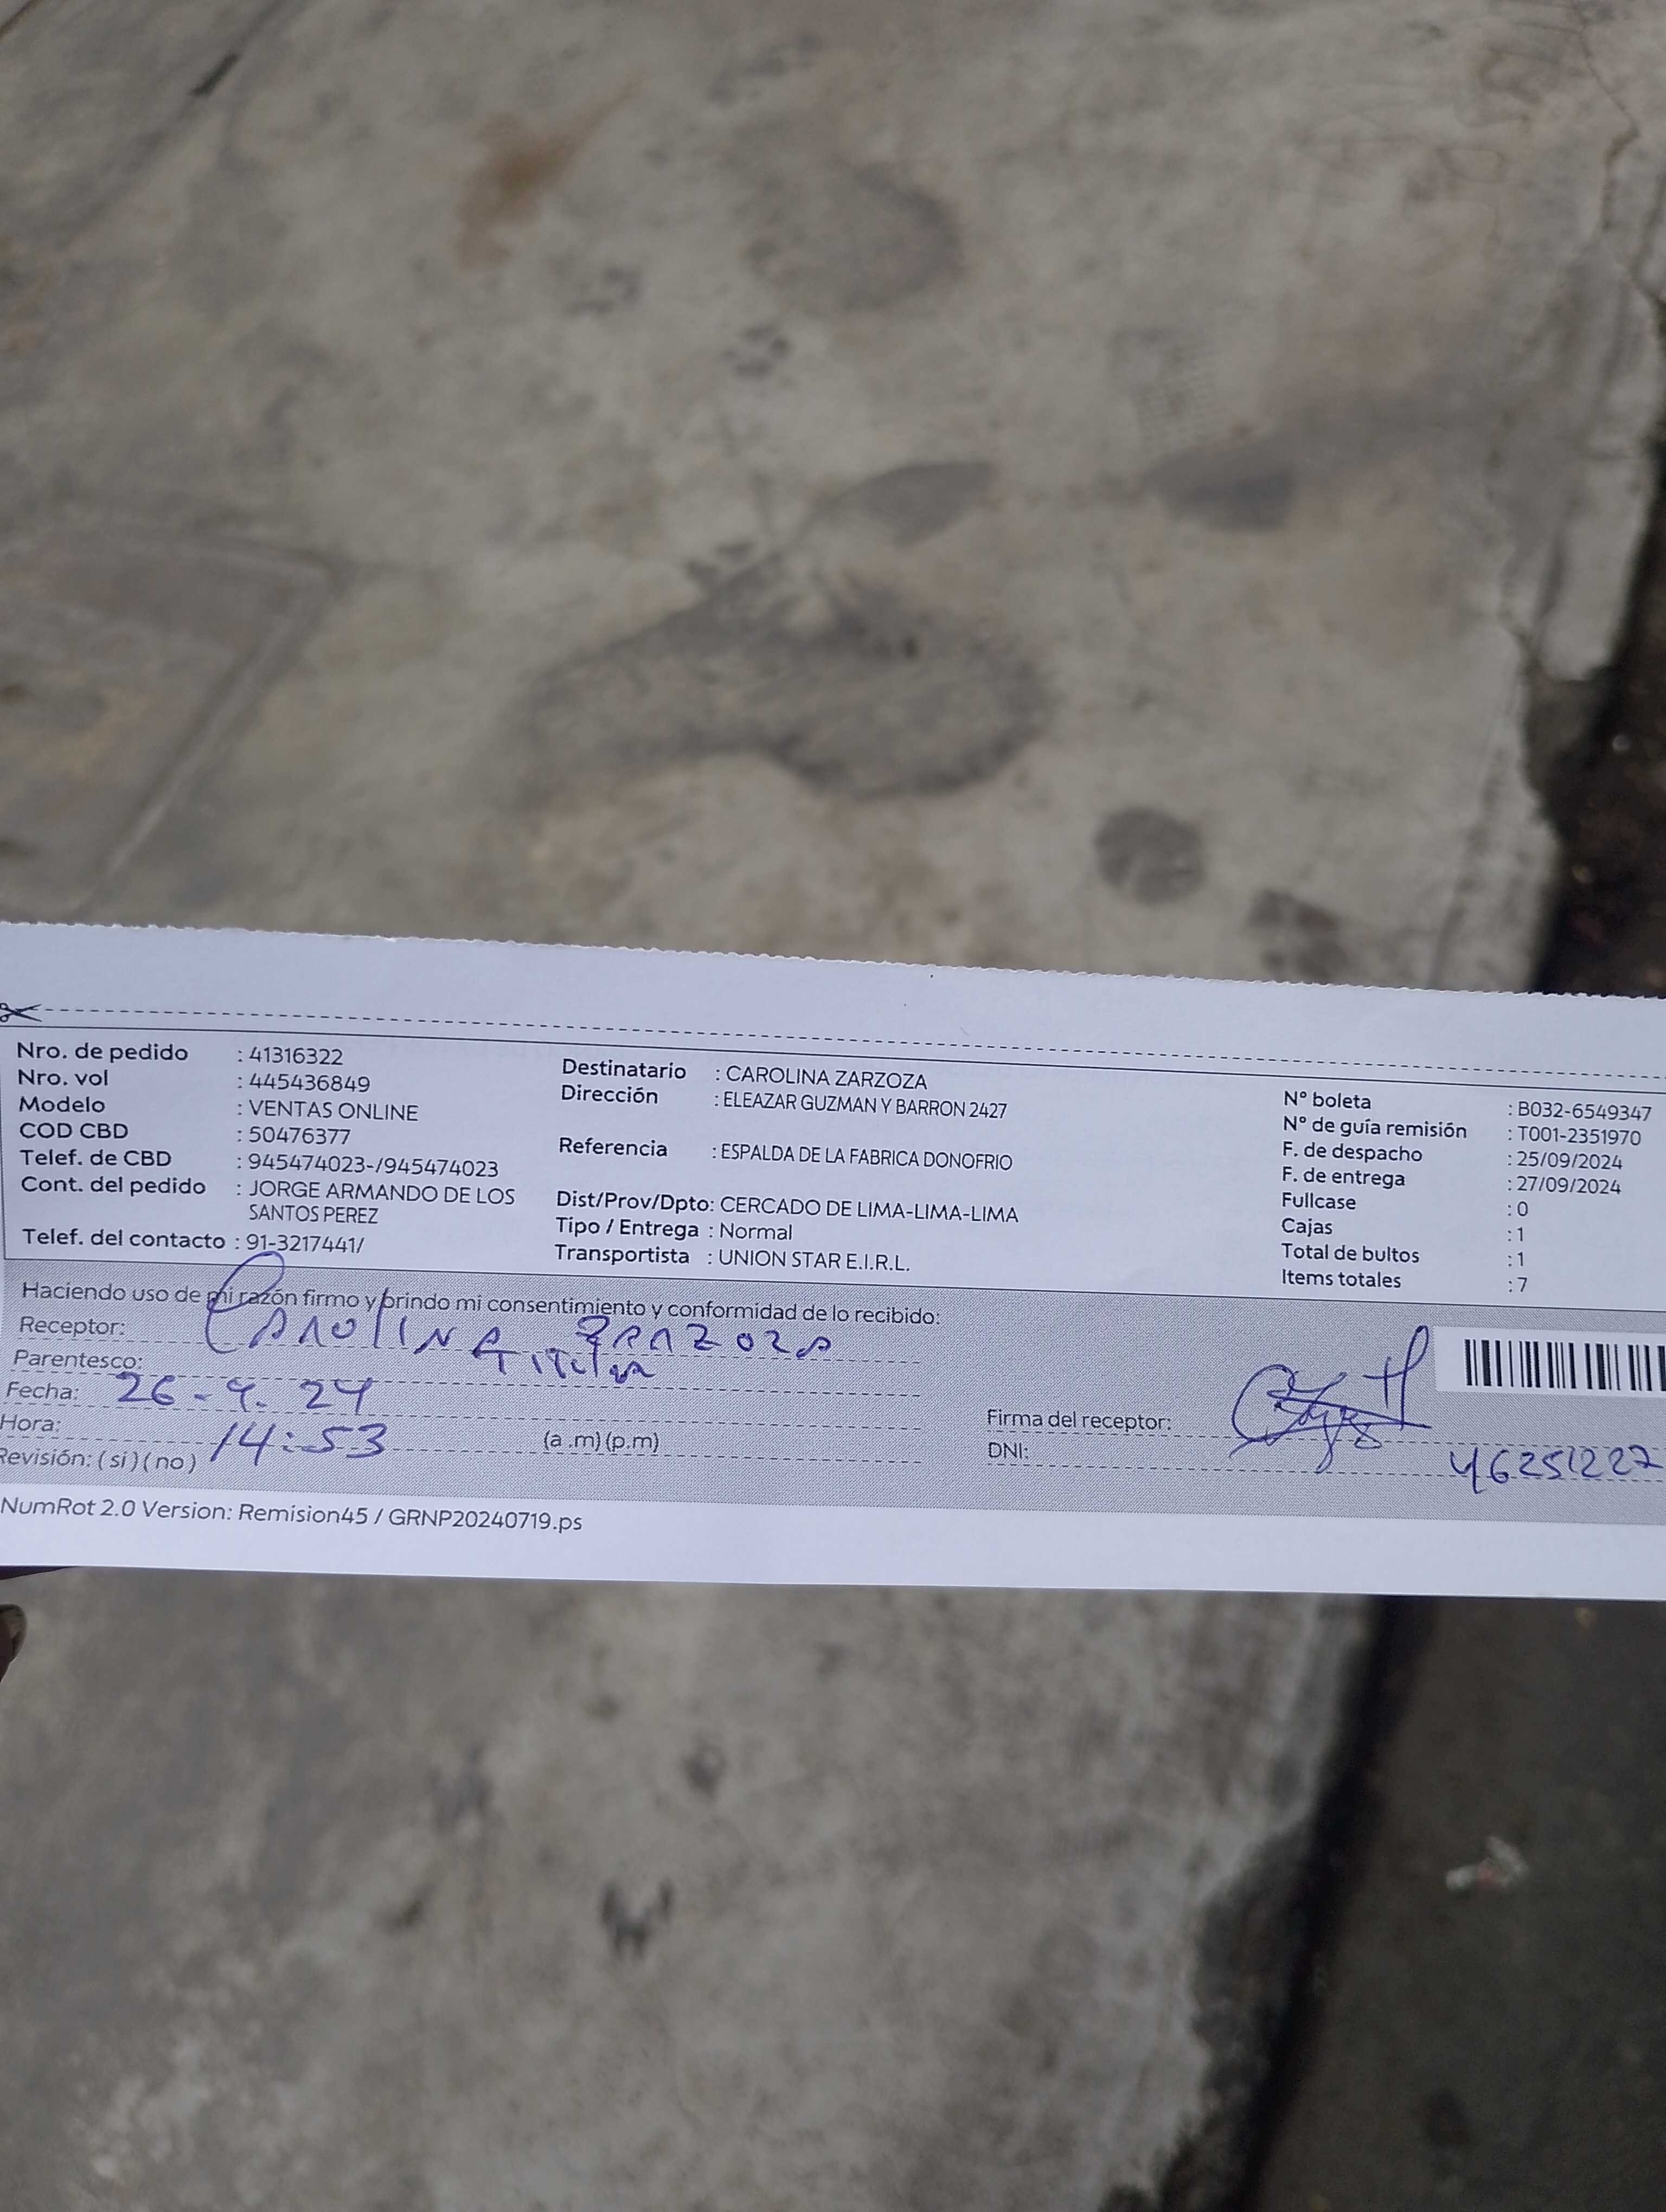 Nro. de pedido : 41316322
Nro. vol : 445436849
Modelo : VENTAS ONLINE
COD CBD : 50476377
Telef. de CBD : 945474023-/945474023
Cont. del pedido : JORGE ARMANDO DE LOS
SANTOS PEREZ
Telef. del contacto : 91-3217441/
Destinatario : CAROLINA ZARZOZA
Dirección : ELEAZAR GUZMAN Y BARRON 2427
Referencia : ESPALDA DE LA FABRICA DONOFRIO
Dist/Prov/Dpto: CERCADO DE LIMA-LIMA-LIMA
Tipo / Entrega : Normal
Transportista : UNION STAR E.I.R.L.
N° boleta : B032-6549347
N° de guía remisión : T001-2351970
F. de despacho : 25/09/2024
F. de entrega : 27/09/2024
Fullcase : 0
Cajas : 1
Total de bultos : 1
Items totales : 7
Haciendo uso de mi razón firmo y brindo mi consentimiento y conformidad de lo recibido:
Receptor: CAROLINA ZARZOZA
Parentesco: Titular
Fecha: 26-9.24
Hora: 14:53 (a .m) (p.m)
Revisión: ( si ) ( no )
Firma del receptor:
DNI: 46251227
NumRot 2.0 Version: Remision45 / GRNP20240719.ps